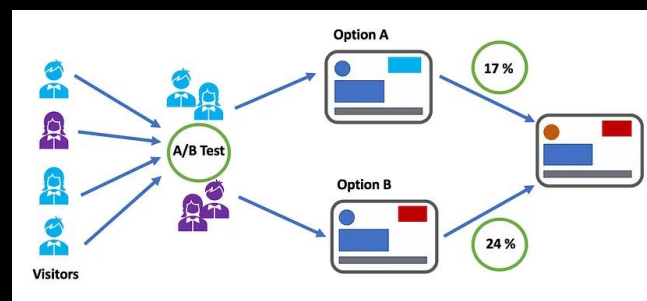 Option A
17 %
A/B Test
Option B
24 %
Visitors